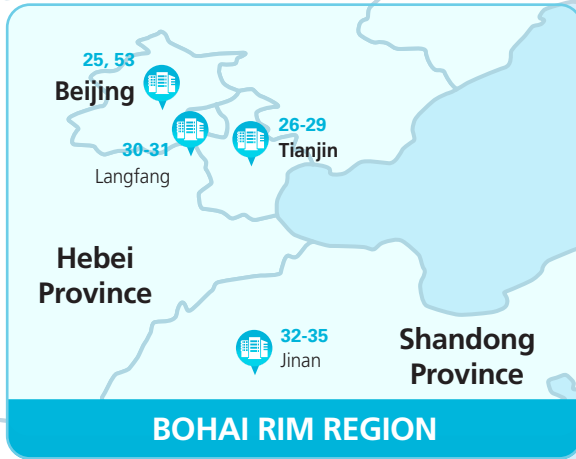 25, 53
Beijing
26-29
Tianjin
30-31
Langfang
Hebei
Province
32-35
Jinan
Shandong
Province
BOHAI RIM REGION